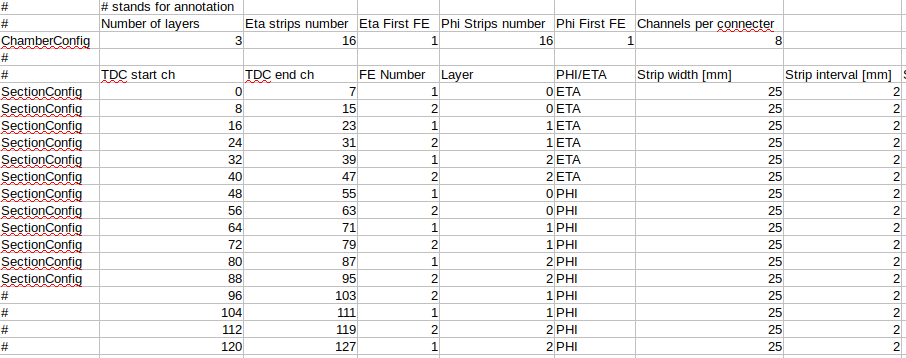 # # stands for annotation
# Number of layers Eta strips number Eta First FE Phi Strips number Phi First FE Channels per connecter
ChamberConfig 3 16 1 16 1 8
#
# TDC start ch TDC end ch FE Number Layer PHI/ETA Strip width [mm] Strip interval [mm] S
SectionConfig 0 7 1 0 ETA 25 2
SectionConfig 8 15 2 0 ETA 25 2
SectionConfig 16 23 1 1 ETA 25 2
SectionConfig 24 31 2 1 ETA 25 2
SectionConfig 32 39 1 2 ETA 25 2
SectionConfig 40 47 2 2 ETA 25 2
SectionConfig 48 55 1 0 PHI 25 2
SectionConfig 56 63 2 0 PHI 25 2
SectionConfig 64 71 1 1 PHI 25 2
SectionConfig 72 79 2 1 PHI 25 2
SectionConfig 80 87 1 2 PHI 25 2
SectionConfig 88 95 2 2 PHI 25 2
# 96 103 2 1 PHI 25 2
# 104 111 1 1 PHI 25 2
# 112 119 2 2 PHI 25 2
# 120 127 1 2 PHI 25 2